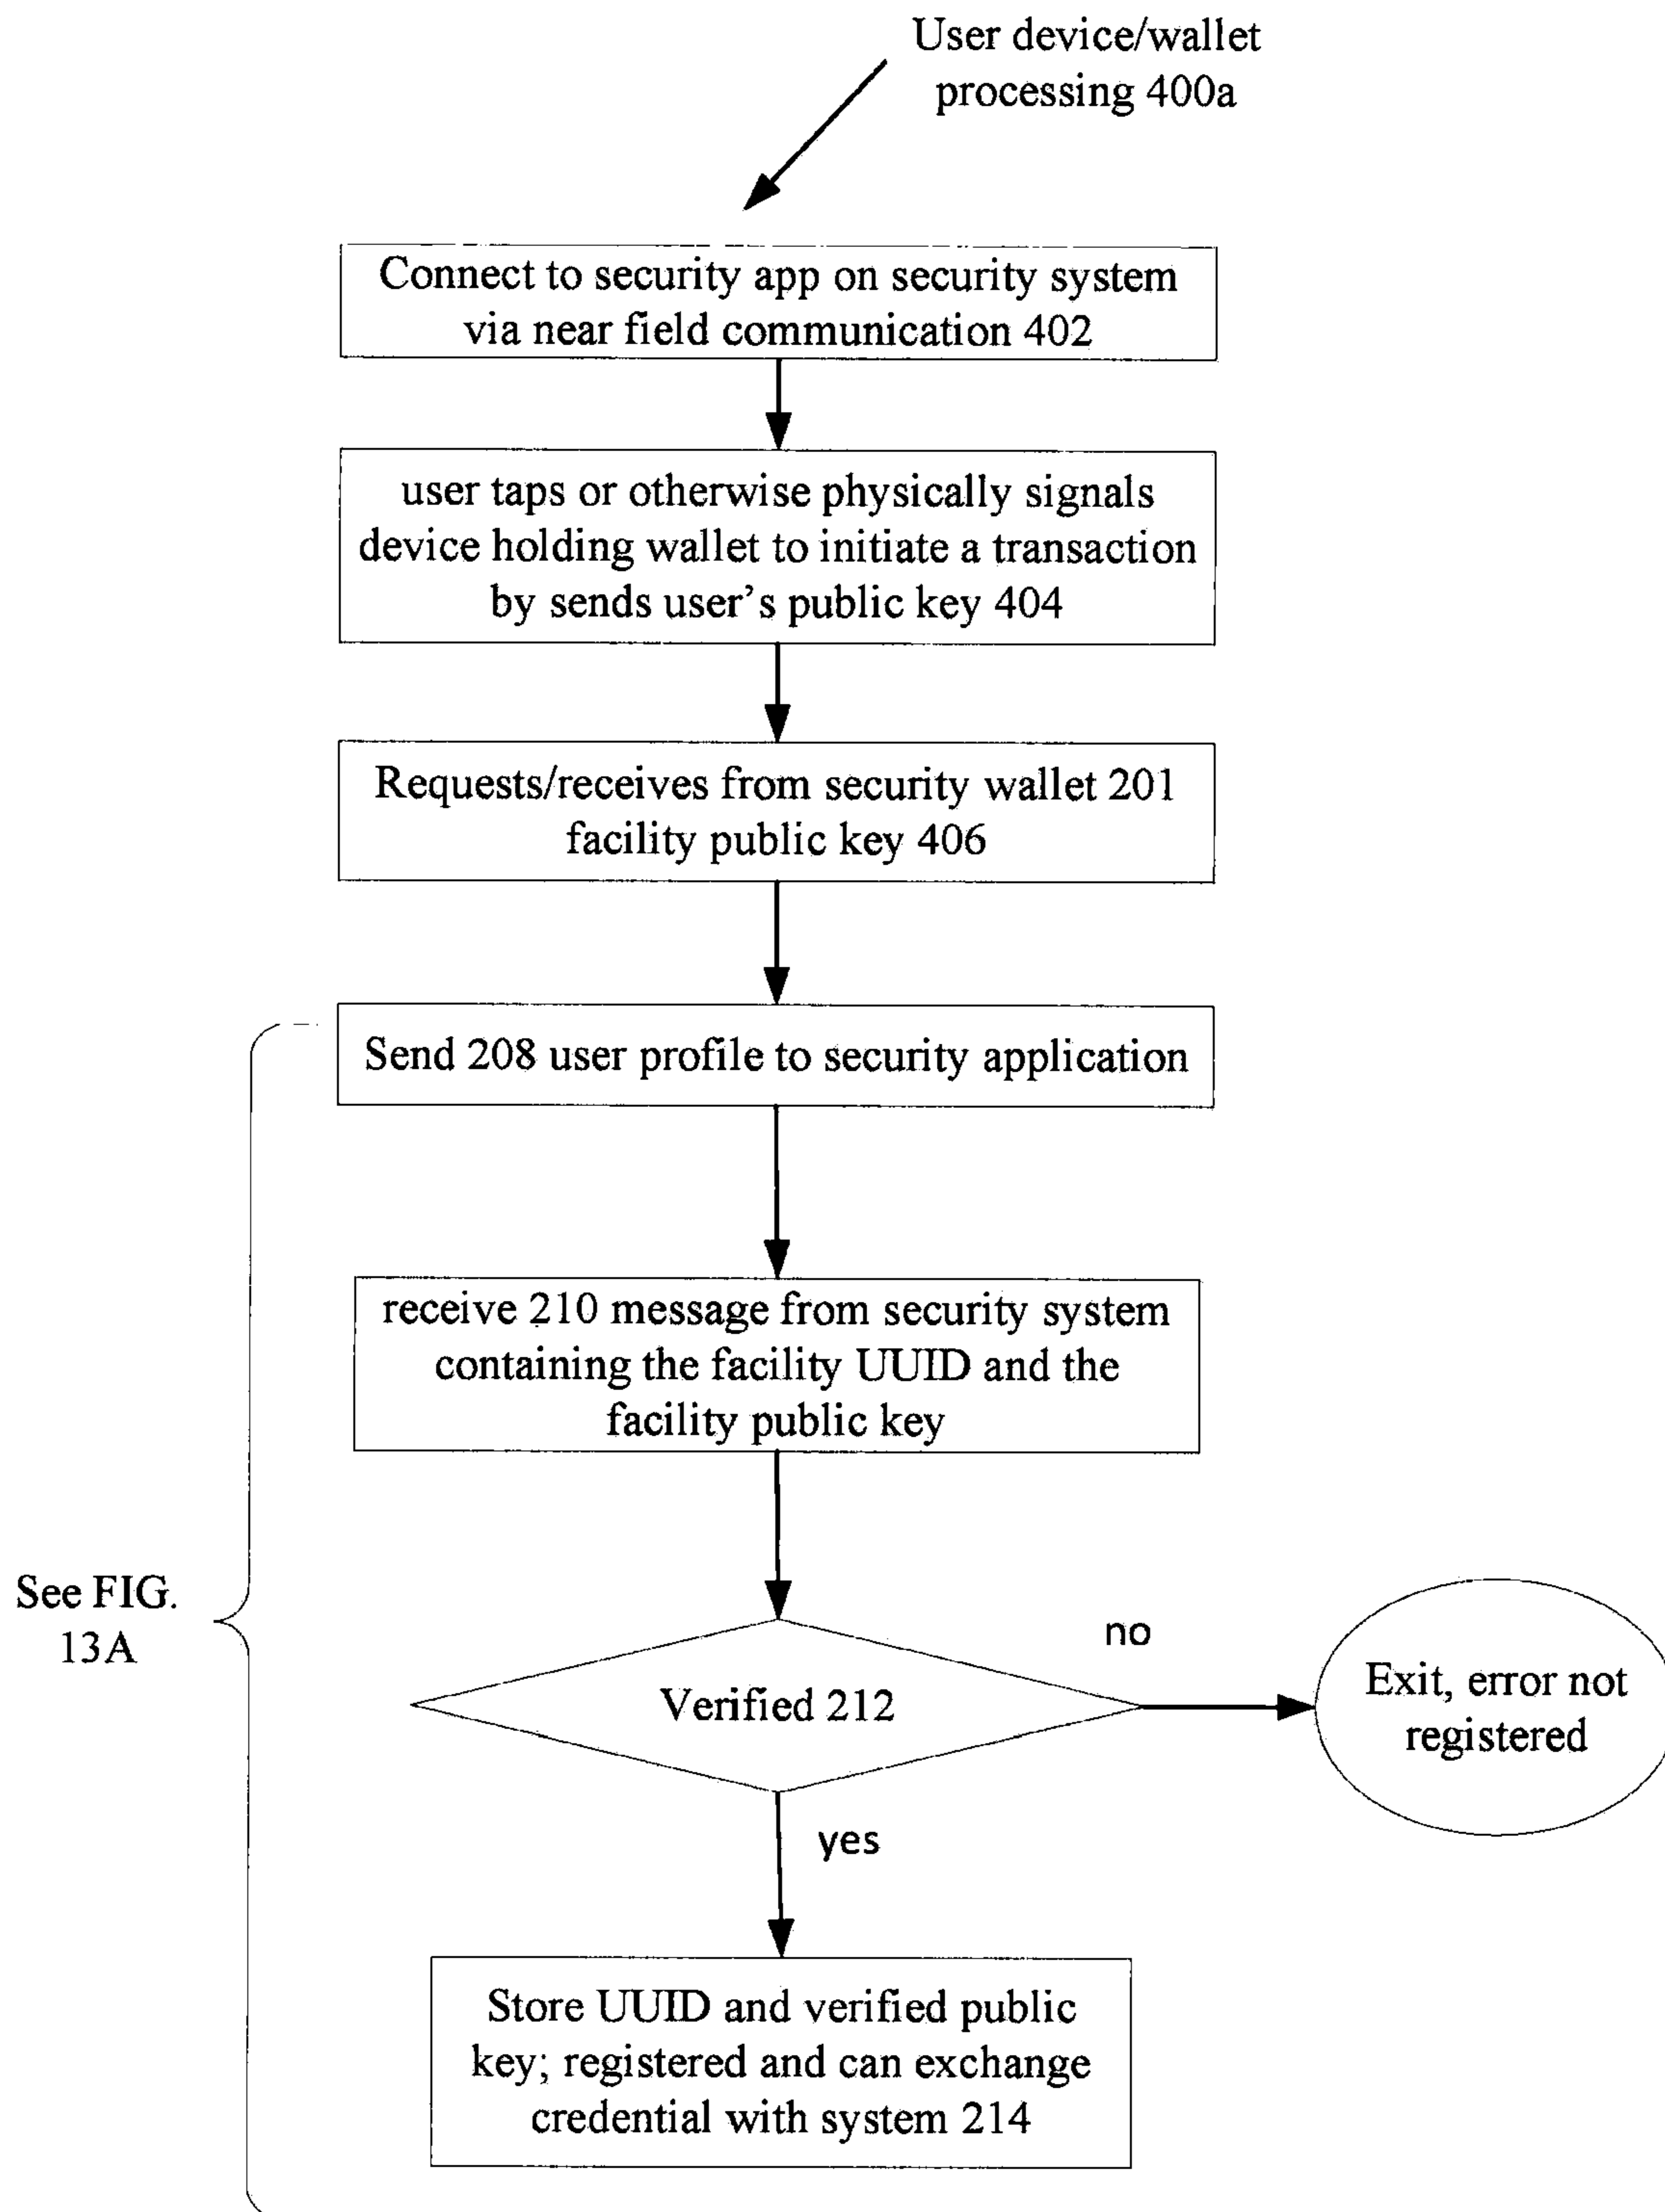 User device/wallet
processing 400a
Connect to security app on security system
via near field communication 402
user taps or otherwise physically signals
device holding wallet to initiate a transaction
by sends user's public key 404
Requests/receives from security wallet 201
facility public key 406
Send 208 user profile to security application
receive 210 message from security system
containing the facility UUID and the
facility public key
See FIG.
13A
Verified 212
no
Exit, error not
registered
yes
Store UUID and verified public
key; registered and can exchange
credential with system 214